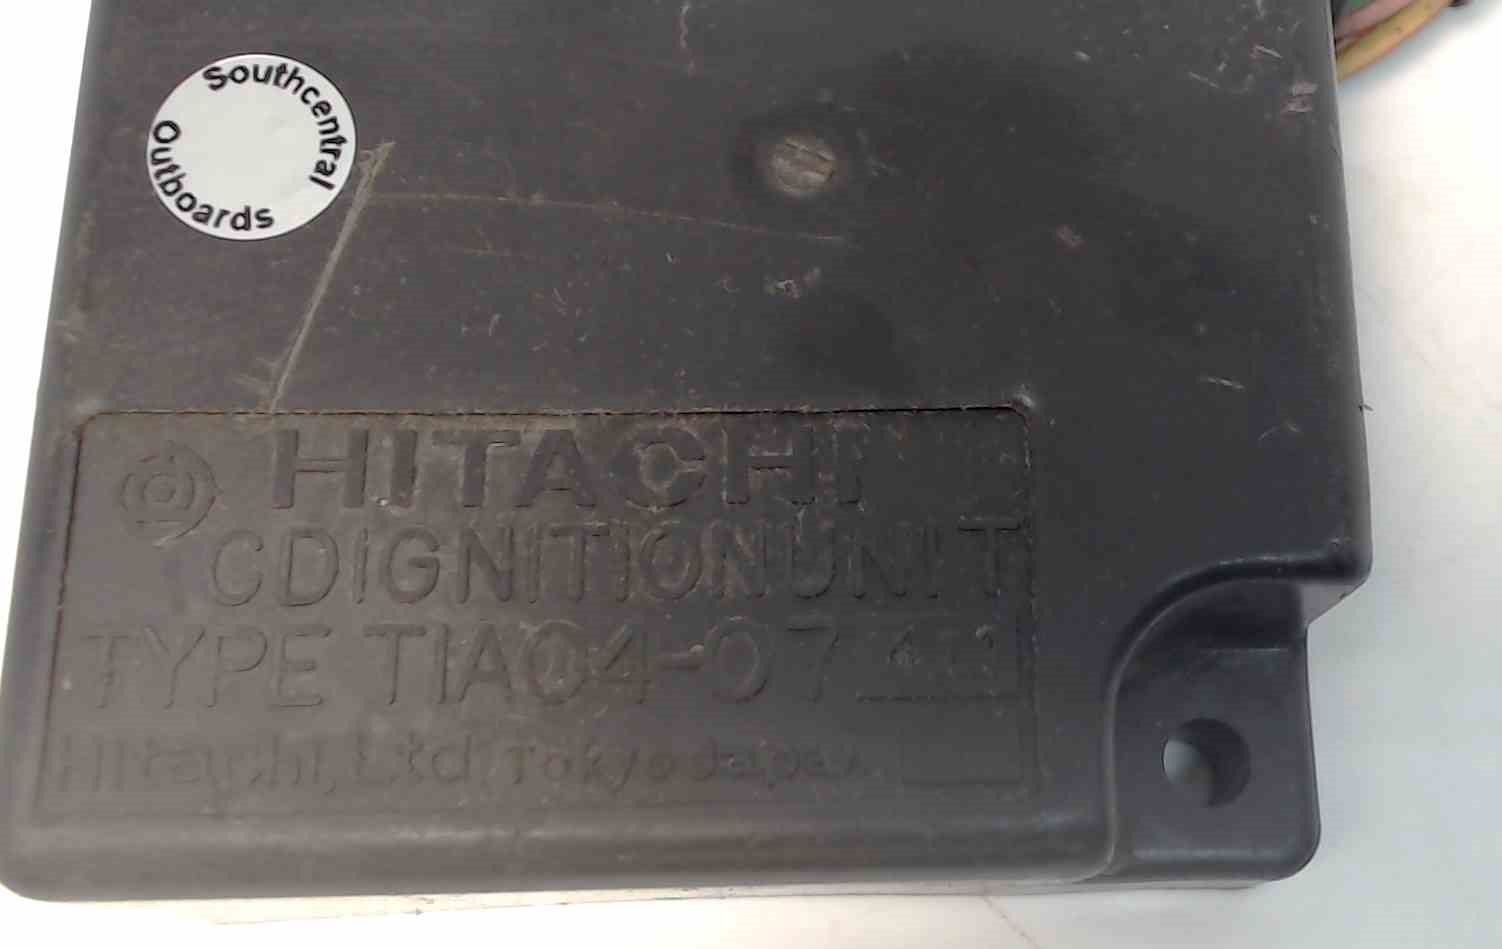 Southcentral
Outboards
HITACHI
CDIGNITIONUNIT
TYPE TIA04-07
Hitachi, Ltd Tokyo Japan